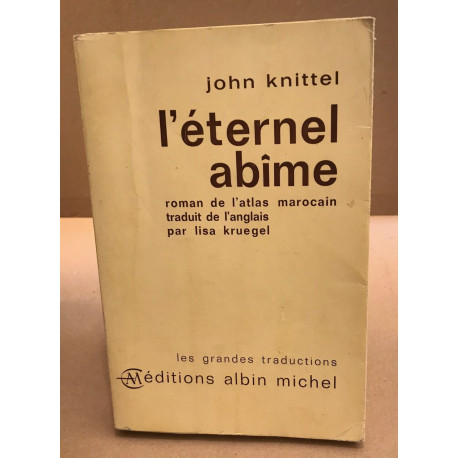 john knittel
l'éternel
abîme
roman de l'atlas marocain
traduit de l'anglais
par lisa kruegel
les grandes traductions
AM éditions albin michel